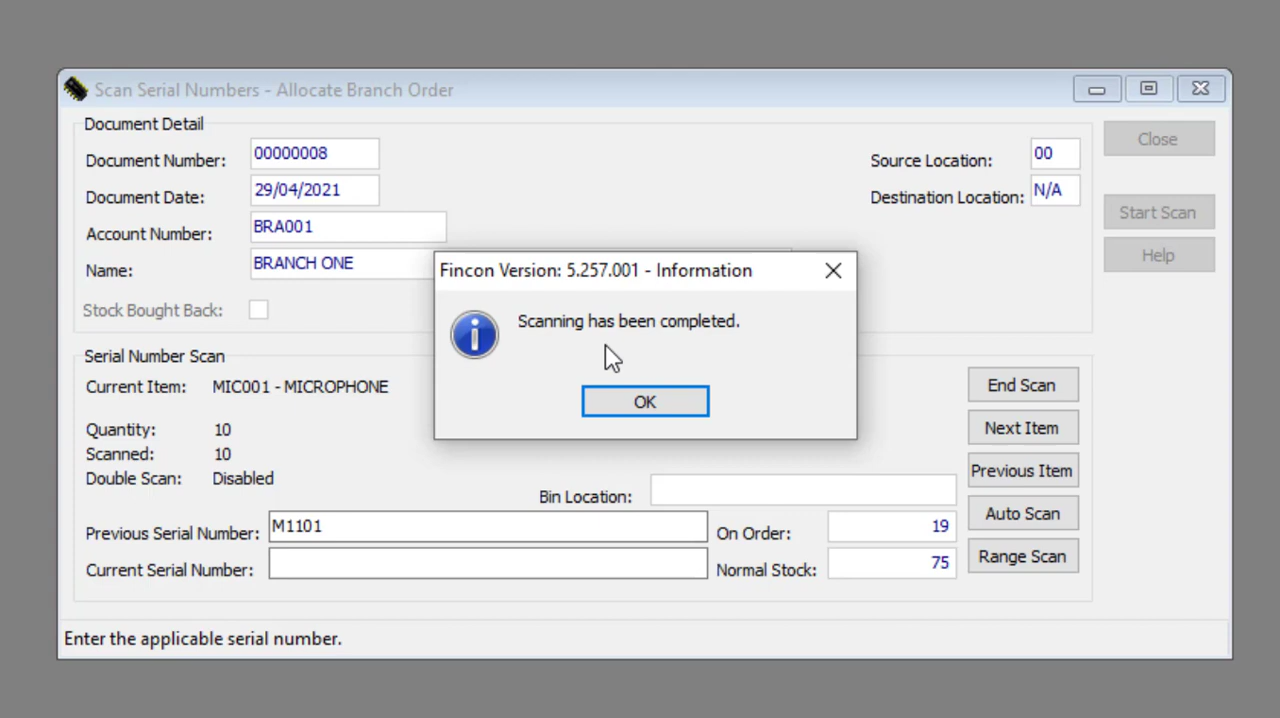 Scan Serial Numbers - Allocate Branch Order
Document Detail
Document Number: 00000008
Source Location: 00
Close
Document Date: 29/04/2021
Destination Location: N/A
Start Scan
Account Number: BRA001
Help
Name: BRANCH ONE
Fincon Version: 5.257.001 - Information
Scanning has been completed.
OK
Stock Bought Back:
Serial Number Scan
Current Item: MIC001 - MICROPHONE
End Scan
Quantity: 10
Next Item
Scanned: 10
Previous Item
Double Scan: Disabled
Bin Location:
Auto Scan
Previous Serial Number: M1101
On Order: 19
Range Scan
Current Serial Number:
Normal Stock: 75
Enter the applicable serial number.